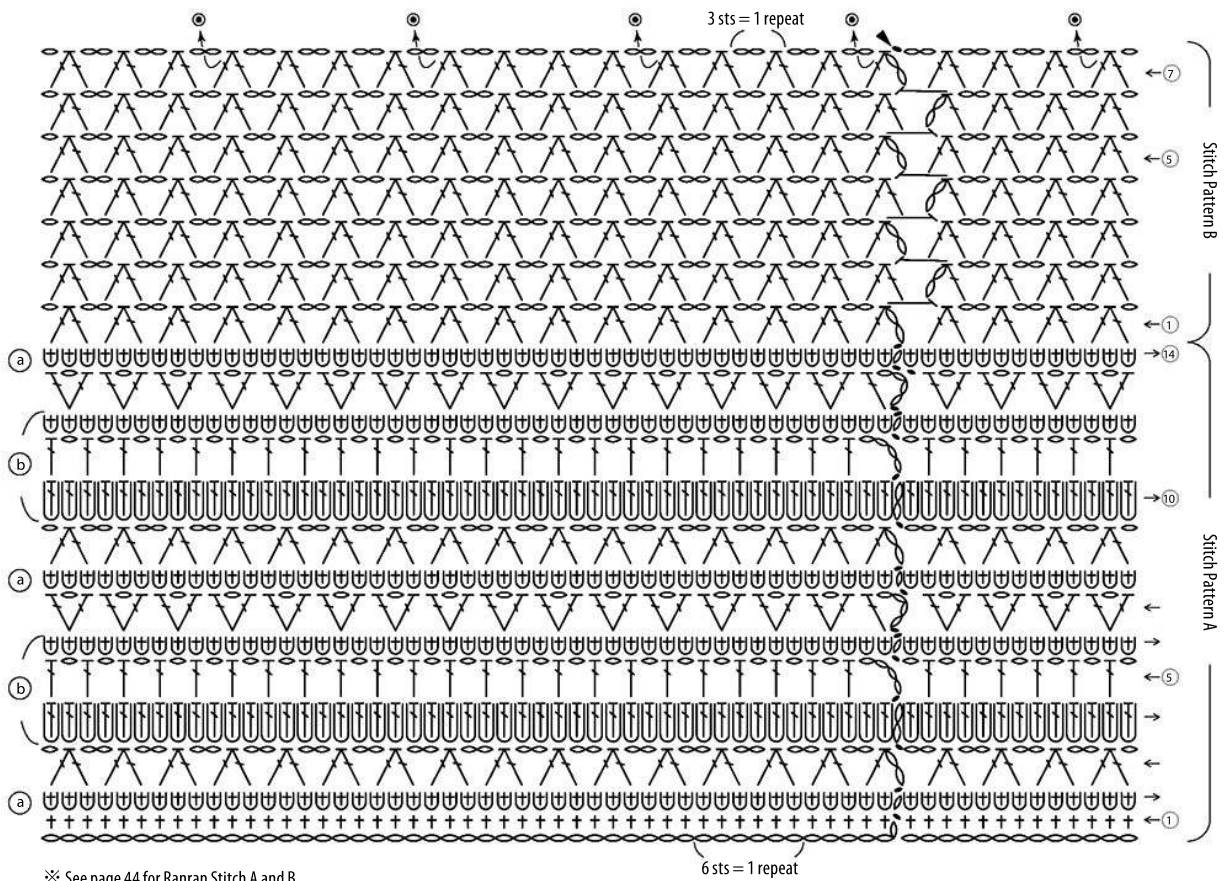 3 sts = 1 repeat
7
5
Stitch Pattern B
1
a
14
b
10
a
Stitch Pattern A
b
5
a
1
6 sts = 1 repeat
※ See page 44 for Ranran Stitch A and B